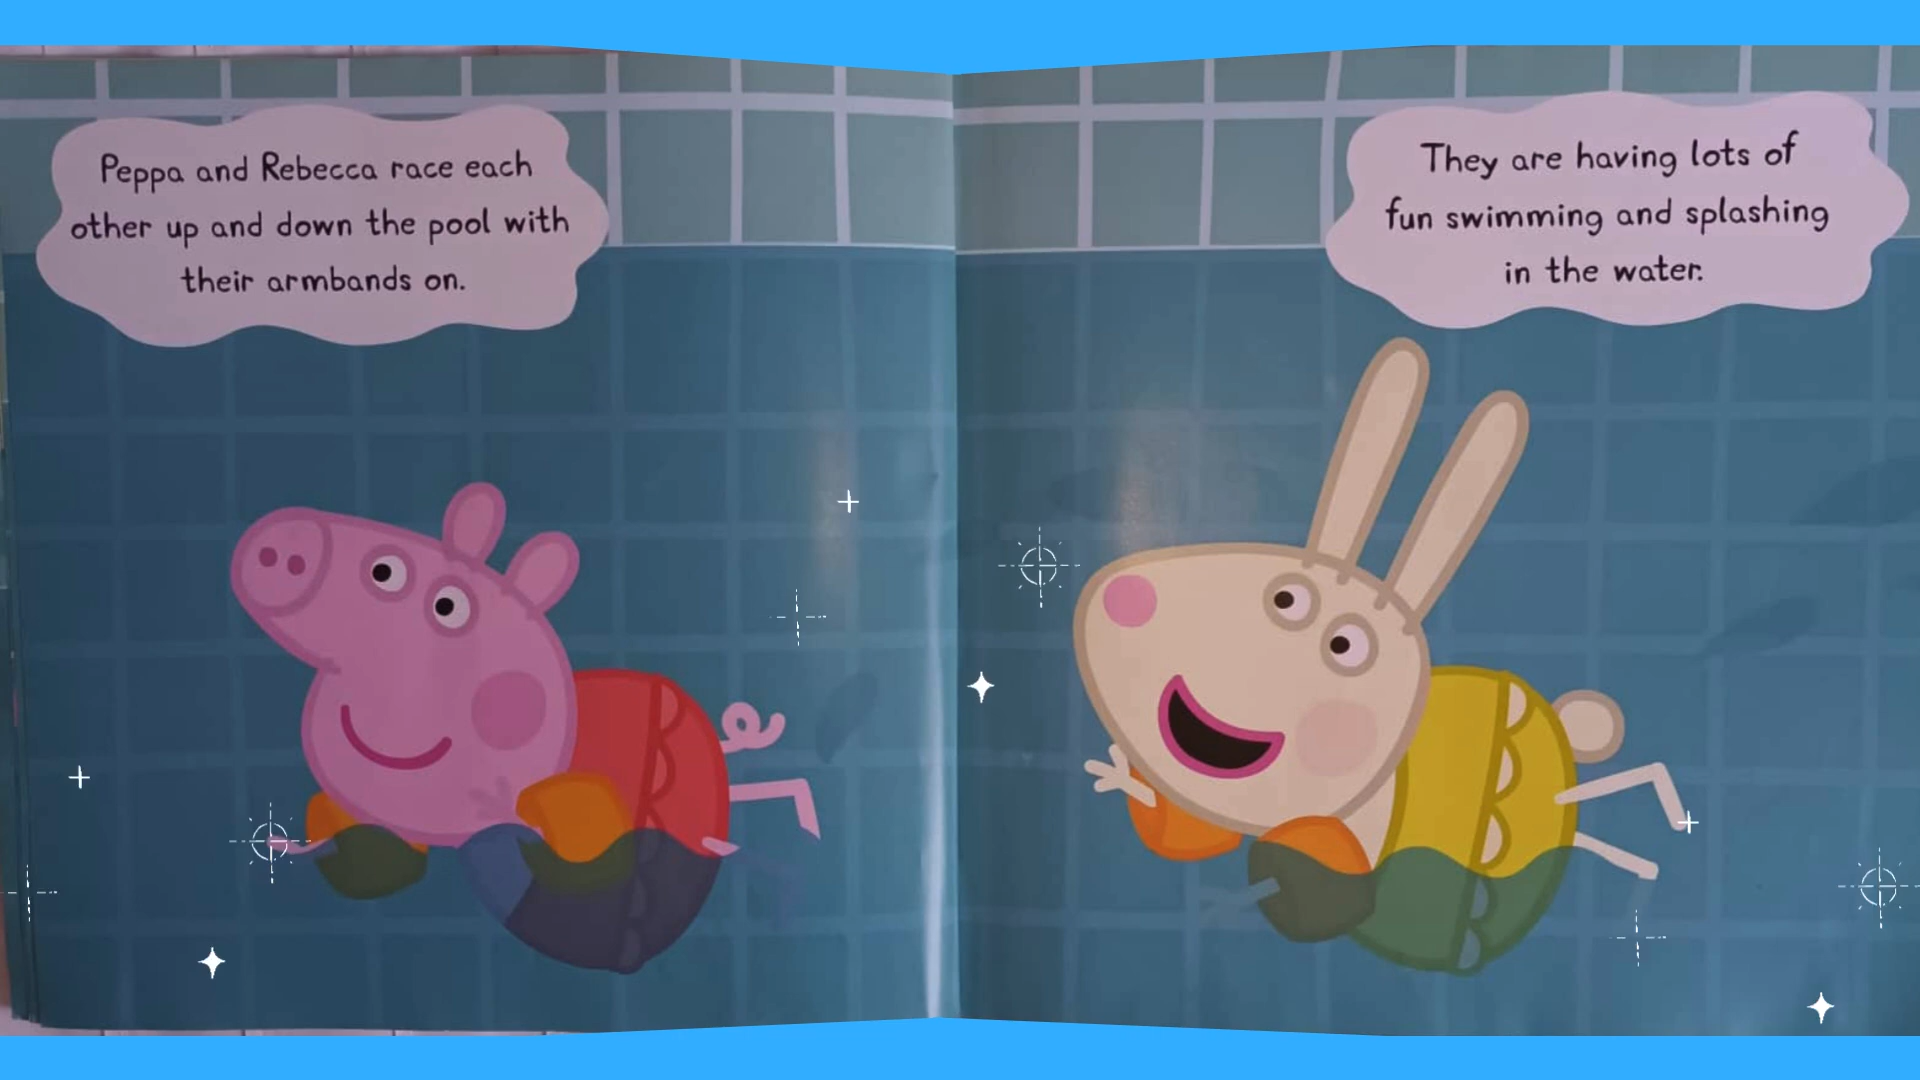 Peppa and Rebecca race each
other up and down the pool with
their armbands on.
They are having lots of
fun swimming and splashing
in the water.